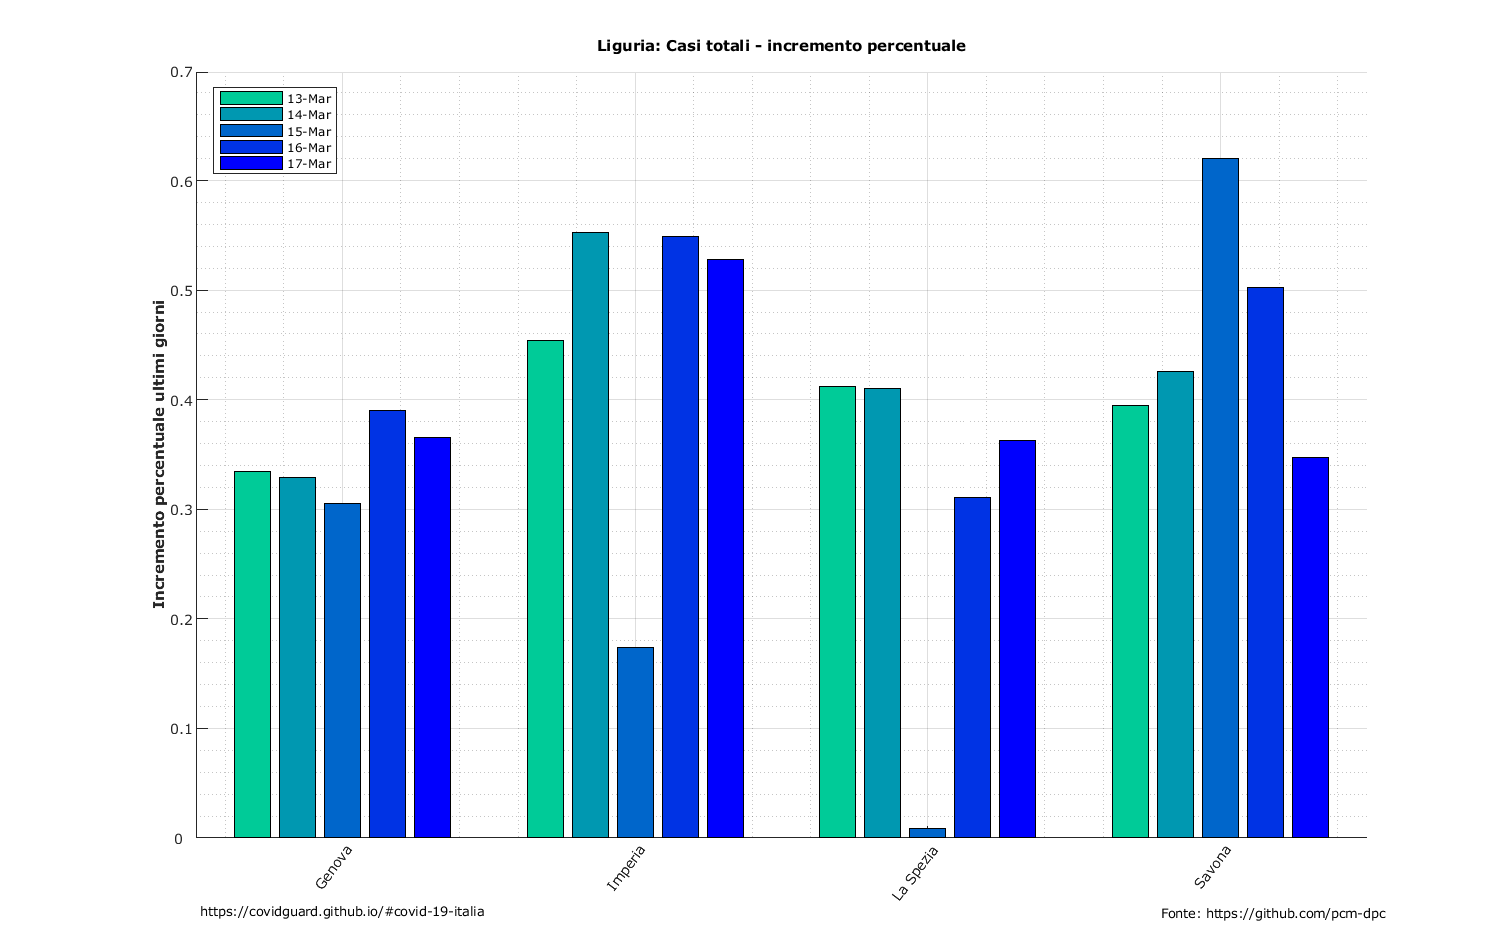 Liguria: Casi totali - incremento percentuale
0.7
0.6
0.5
0.4
0.3
0.2
0.1
0
Incremento percentuale ultimi giorni
13-Mar
14-Mar
15-Mar
16-Mar
17-Mar
Genova
Imperia
La Spezia
Savona
https://covidguard.github.io/#covid-19-italia
Fonte: https://github.com/pcm-dpc